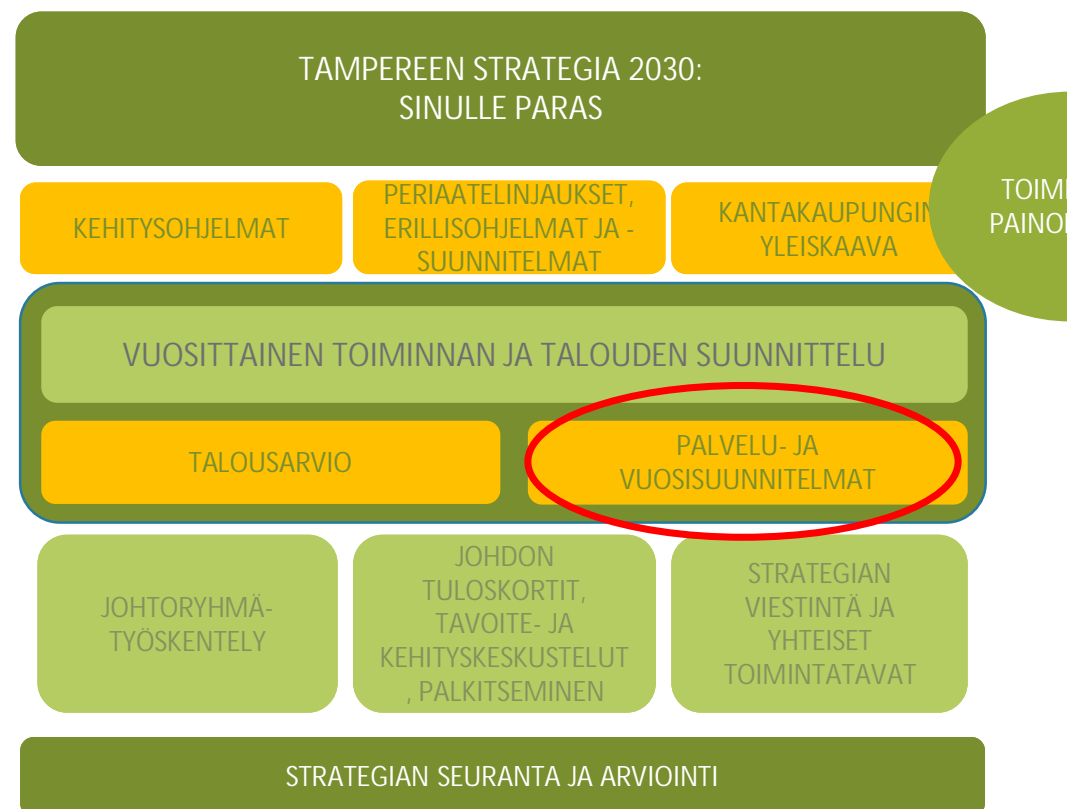 TAMPEREEN STRATEGIA 2030:
SINULLE PARAS
KEHITYSOHJELMAT
PERIAATELINJAUKSET,
ERILLISOHJELMAT JA -
SUUNNITELMAT
KANTAKAUPUNGIN
YLEISKAAVA
VUOSITTAINEN TOIMINNAN JA TALOUDEN SUUNNITTELU
TALOUSARVIO
PALVELU- JA
VUOSISUUNNITELMAT
JOHTORYHMÄ-
TYÖSKENTELY
JOHDON
TULOSKORTIT,
TAVOITE- JA
KEHITYSKESKUSTELUT
, PALKITSEMINEN
STRATEGIAN
VIESTINTÄ JA
YHTEISET
TOIMINTATAVAT
STRATEGIAN SEURANTA JA ARVIOINTI